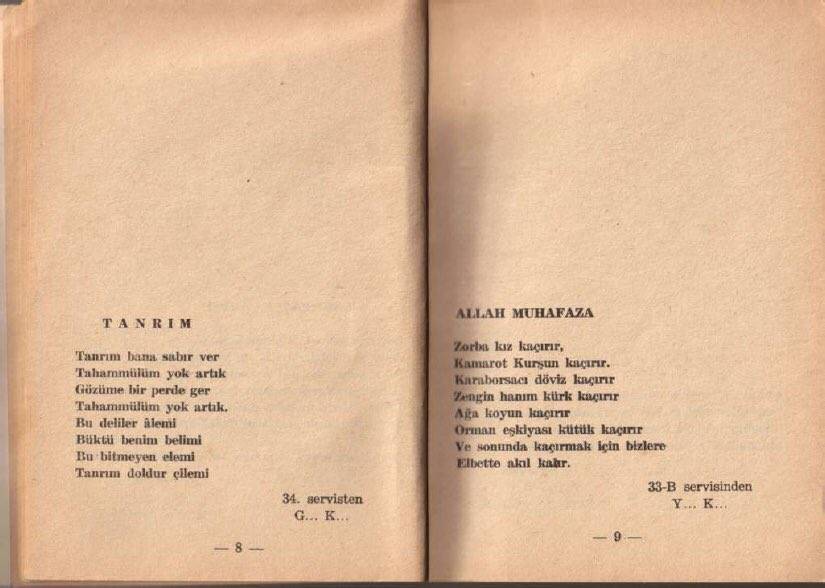 TANRIM
Tanrım bana sabır ver
Tahammülüm yok artık
Gözüme bir perde ger
Tahammülüm yok artık.
Bu deliler âlemi
Büktü benim belimi
Bu bitmeyen elemi
Tanrım doldur çilemi
34. servisten
G... K...
— 8 —
ALLAH MUHAFAZA
Zorba kız kaçırır,
Kamarot Kurşun kaçırır.
Karaborsacı döviz kaçırır
Zengin hanım kürk kaçırır
Ağa koyun kaçırır
Orman eşkiyası kütük kaçırır
Ve sonunda kaçırmak için bizlere
Elbette akıl kalır.
33-B servisinden
Y... K...
— 9 —